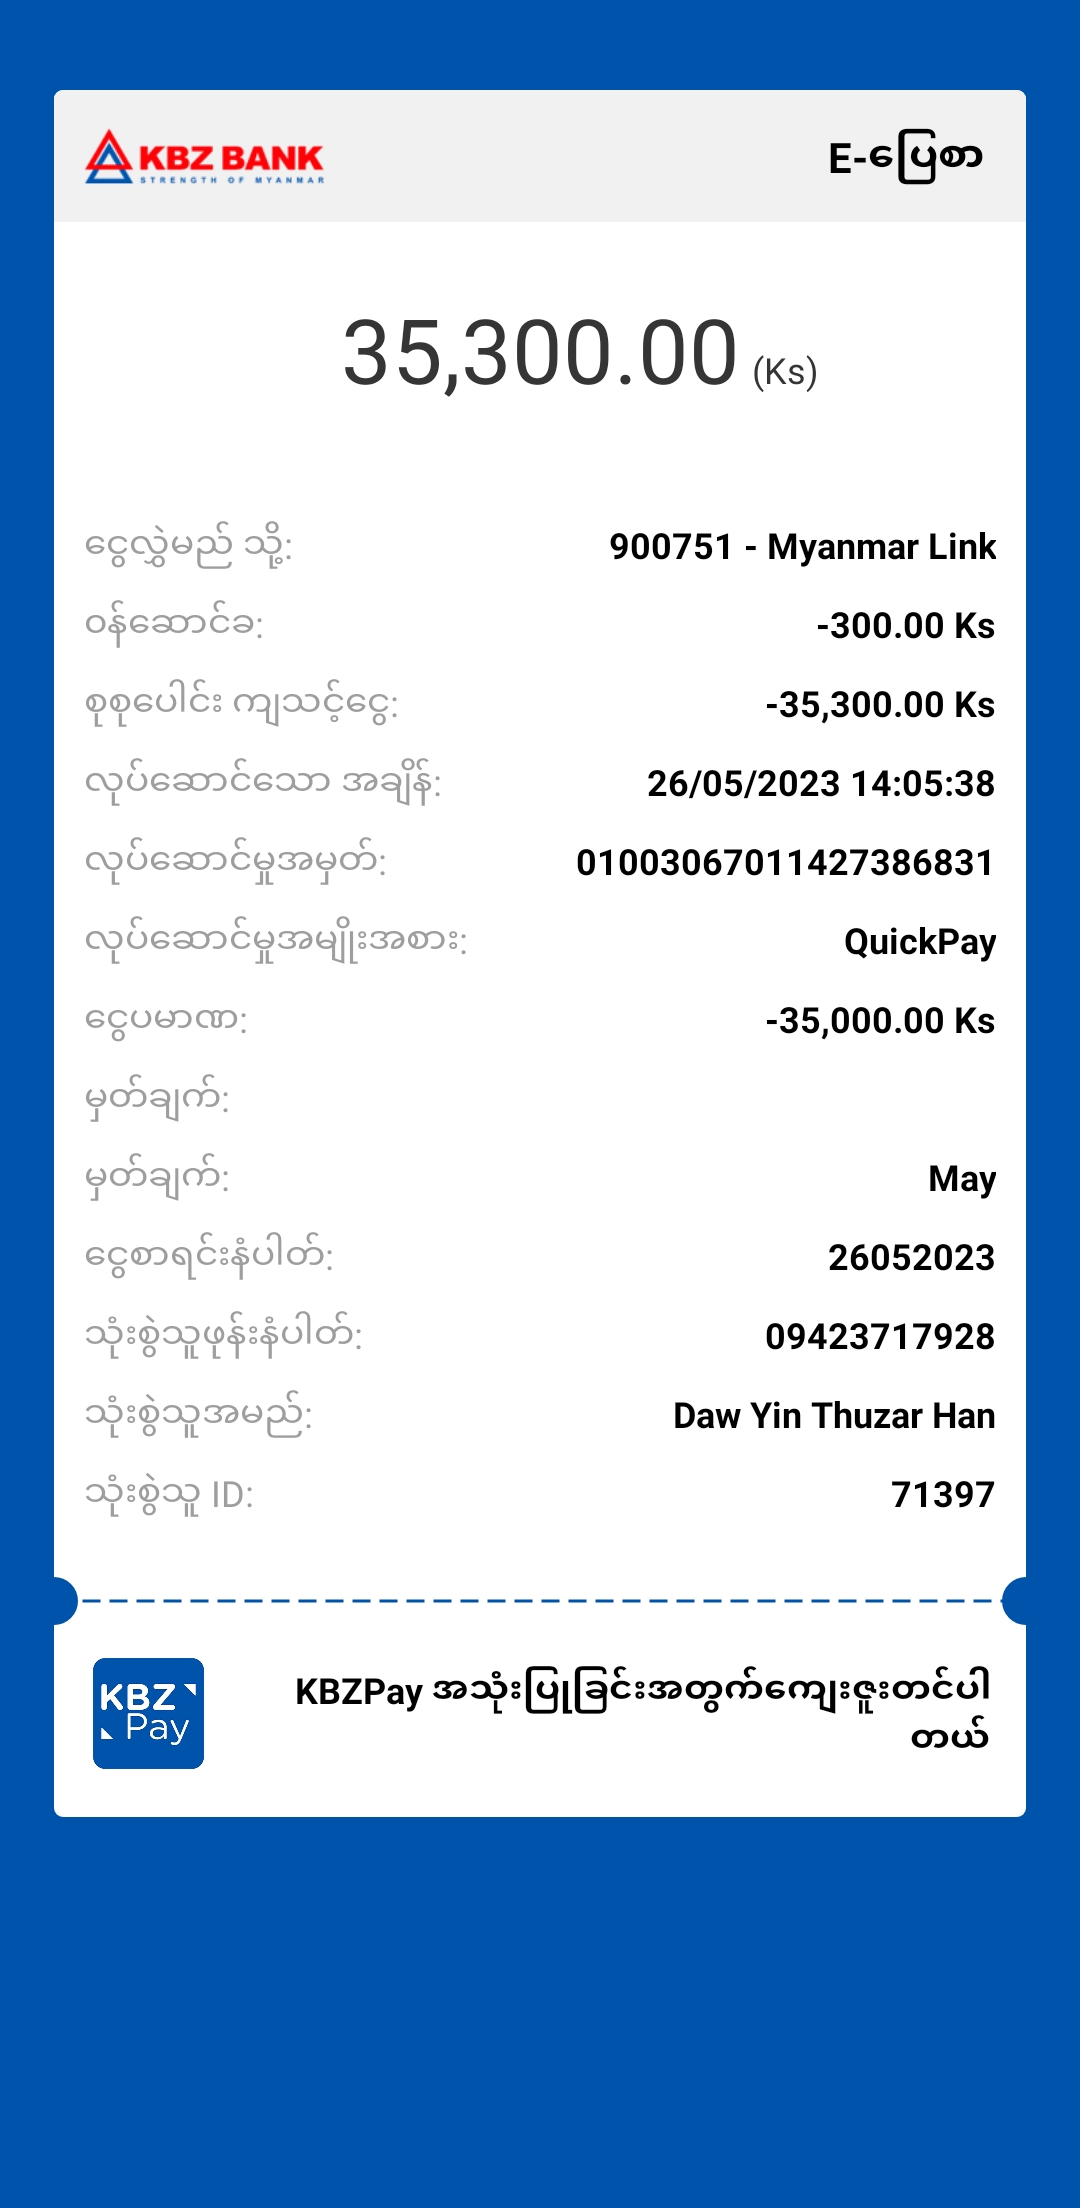 KBZ BANK
STRENGTH OF MYANMAR
E-ပြေစာ
35,300.00 (Ks)
ငွေလွှဲမည် သို့: 900751 - Myanmar Link
ဝန်ဆောင်ခ: -300.00 Ks
စုစုပေါင်း ကျသင့်ငွေ: -35,300.00 Ks
လုပ်ဆောင်သော အချိန်: 26/05/2023 14:05:38
လုပ်ဆောင်မှုအမှတ်: 01003067011427386831
လုပ်ဆောင်မှုအမျိုးအစား: QuickPay
ငွေပမာဏ: -35,000.00 Ks
မှတ်ချက်:
မှတ်ချက်: May
ငွေစာရင်းနံပါတ်: 26052023
သုံးစွဲသူဖုန်းနံပါတ်: 09423717928
သုံးစွဲသူအမည်: Daw Yin Thuzar Han
သုံးစွဲသူ ID: 71397
KBZ
Pay
KBZPay အသုံးပြုခြင်းအတွက်ကျေးဇူးတင်ပါ
တယ်